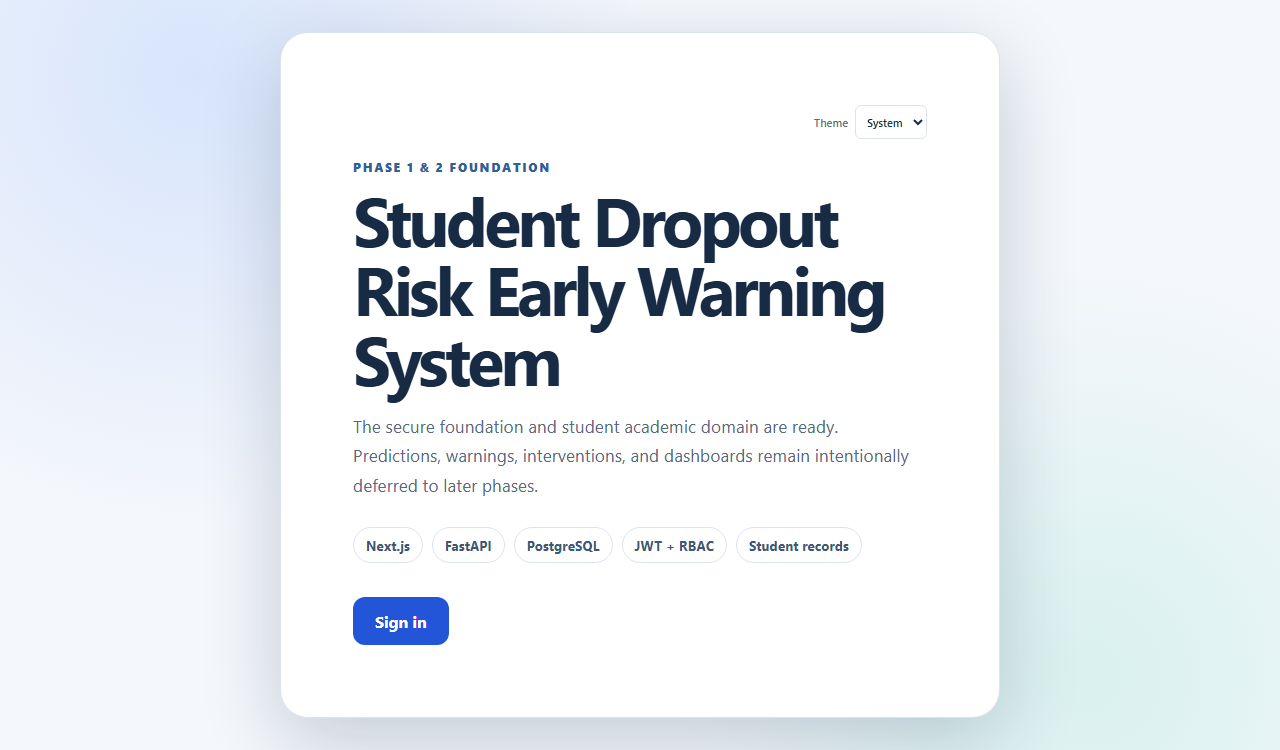 Theme System
PHASE 1 & 2 FOUNDATION
Student Dropout
Risk Early Warning
System
The secure foundation and student academic domain are ready.
Predictions, warnings, interventions, and dashboards remain intentionally
deferred to later phases.
Next.js FastAPI PostgreSQL JWT + RBAC Student records
Sign in